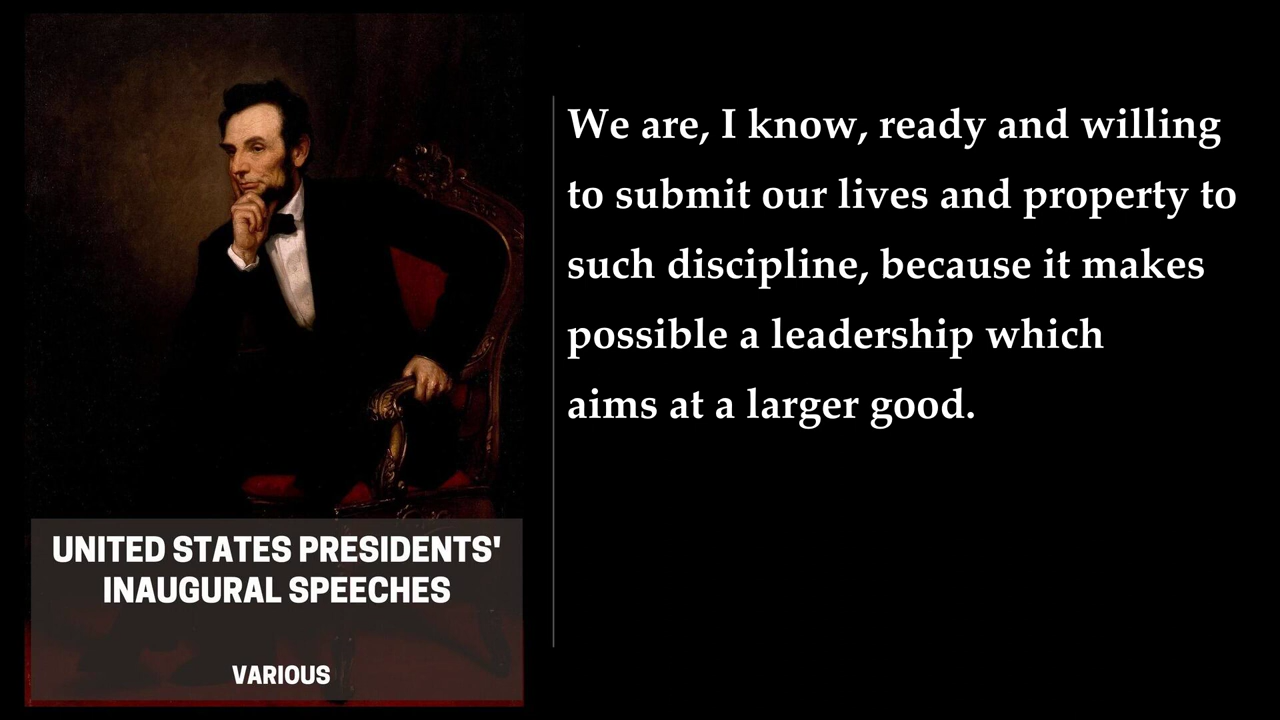 We are, I know, ready and willing
to submit our lives and property to
such discipline, because it makes
possible a leadership which
aims at a larger good.
UNITED STATES PRESIDENTS'
INAUGURAL SPEECHES
VARIOUS